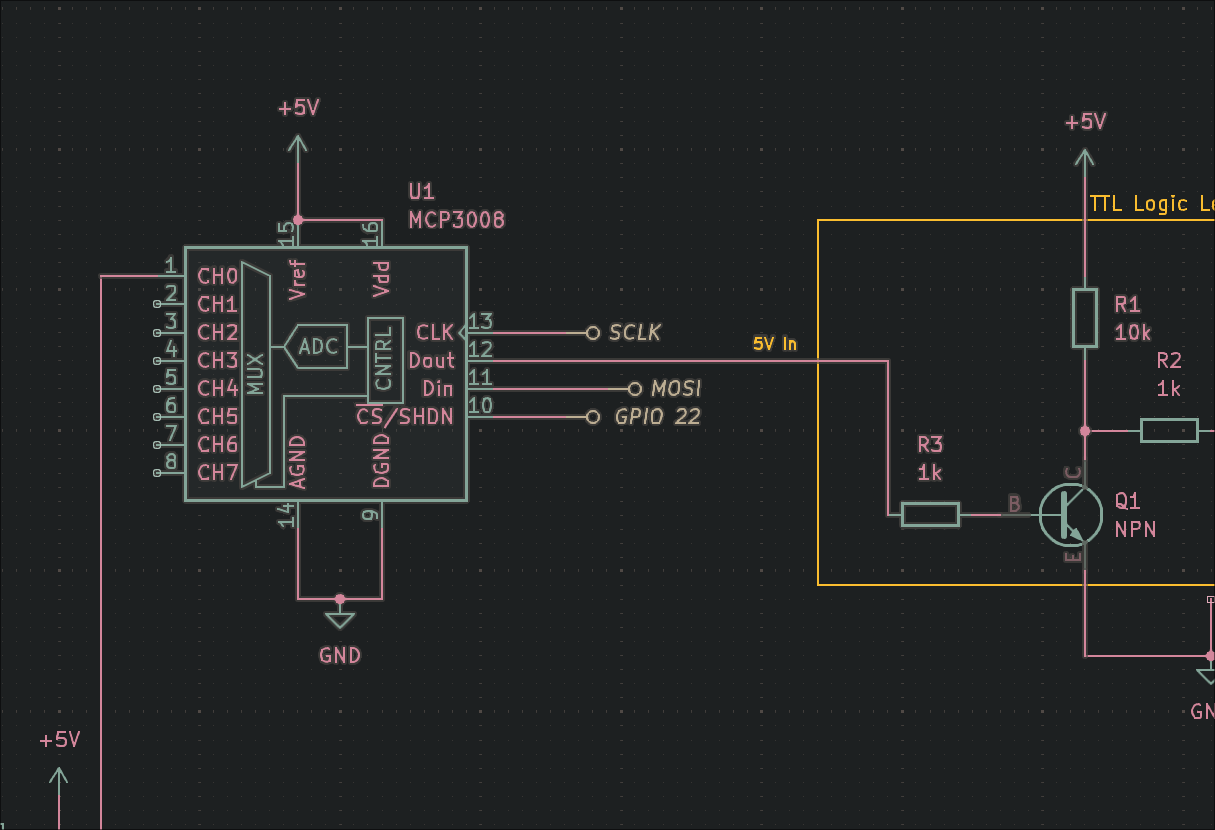 +5V
+5V
U1
MCP3008
TTL Logic
15
16
1
CH0
Vref
Vdd
2
CH1
3
CH2
CLK
13
SCLK
R1
10k
ADC
CNTRL
MUX
4
CH3
Dout
12
5V In
R2
1k
5
CH4
Din
11
MOSI
6
CH5
CS/SHDN
10
GPIO 22
7
CH6
AGND
DGND
R3
1k
8
CH7
C
B
Q1
NPN
14
9
E
GND
+5V